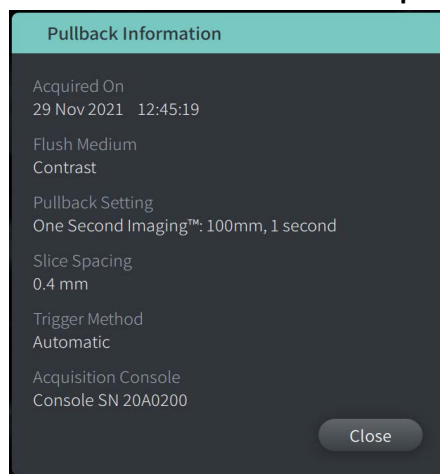 Pullback Information
Acquired On
29 Nov 2021 12:45:19
Flush Medium
Contrast
Pullback Setting
One Second Imaging™: 100mm, 1 second
Slice Spacing
0.4 mm
Trigger Method
Automatic
Acquisition Console
Console SN 20A0200
Close